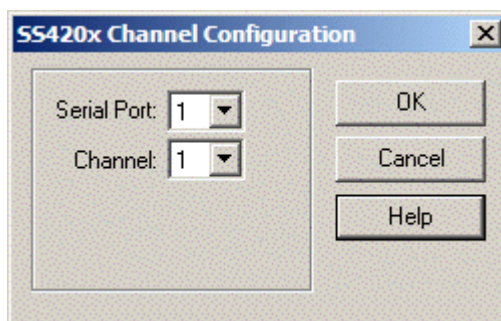 SS420x Channel Configuration
Serial Port: 1
Channel: 1
OK
Cancel
Help